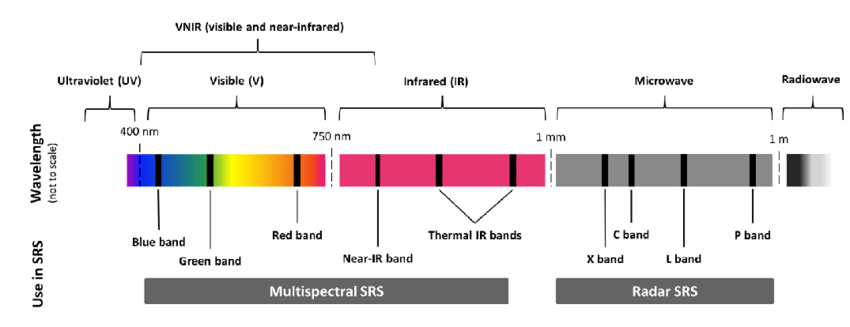 VNIR (visible and near-infrared)
Ultraviolet (UV)
Visible (V)
Infrared (IR)
Microwave
Radiowave
400 nm
750 nm
1 mm
1 m
Wavelength
(not to scale)
Blue band
Green band
Red band
Near-IR band
Thermal IR bands
X band
C band
L band
P band
Use in SRS
Multispectral SRS
Radar SRS